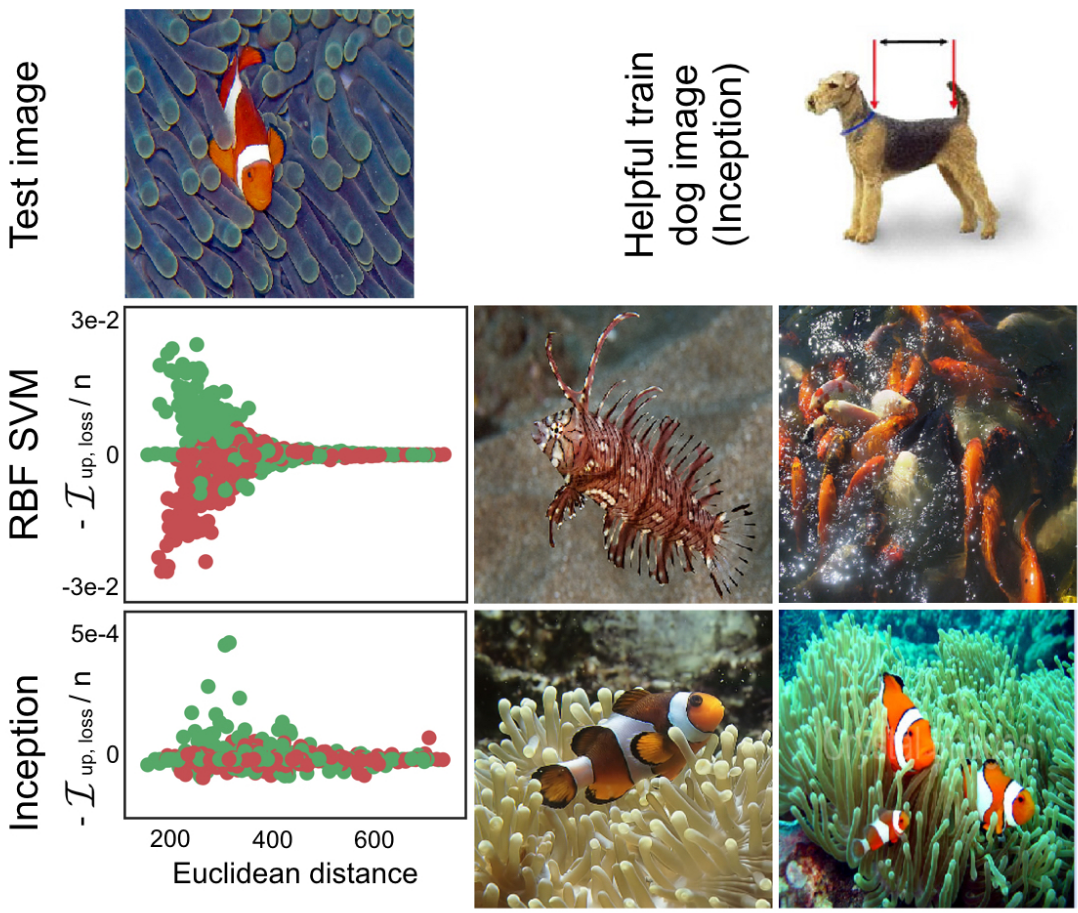 Test image
Helpful train
dog image
(Inception)
RBF SVM
- ℐ up, loss / n
3e-2
0
-3e-2
Inception
- ℐ up, loss / n
5e-4
0
200 400 600
Euclidean distance